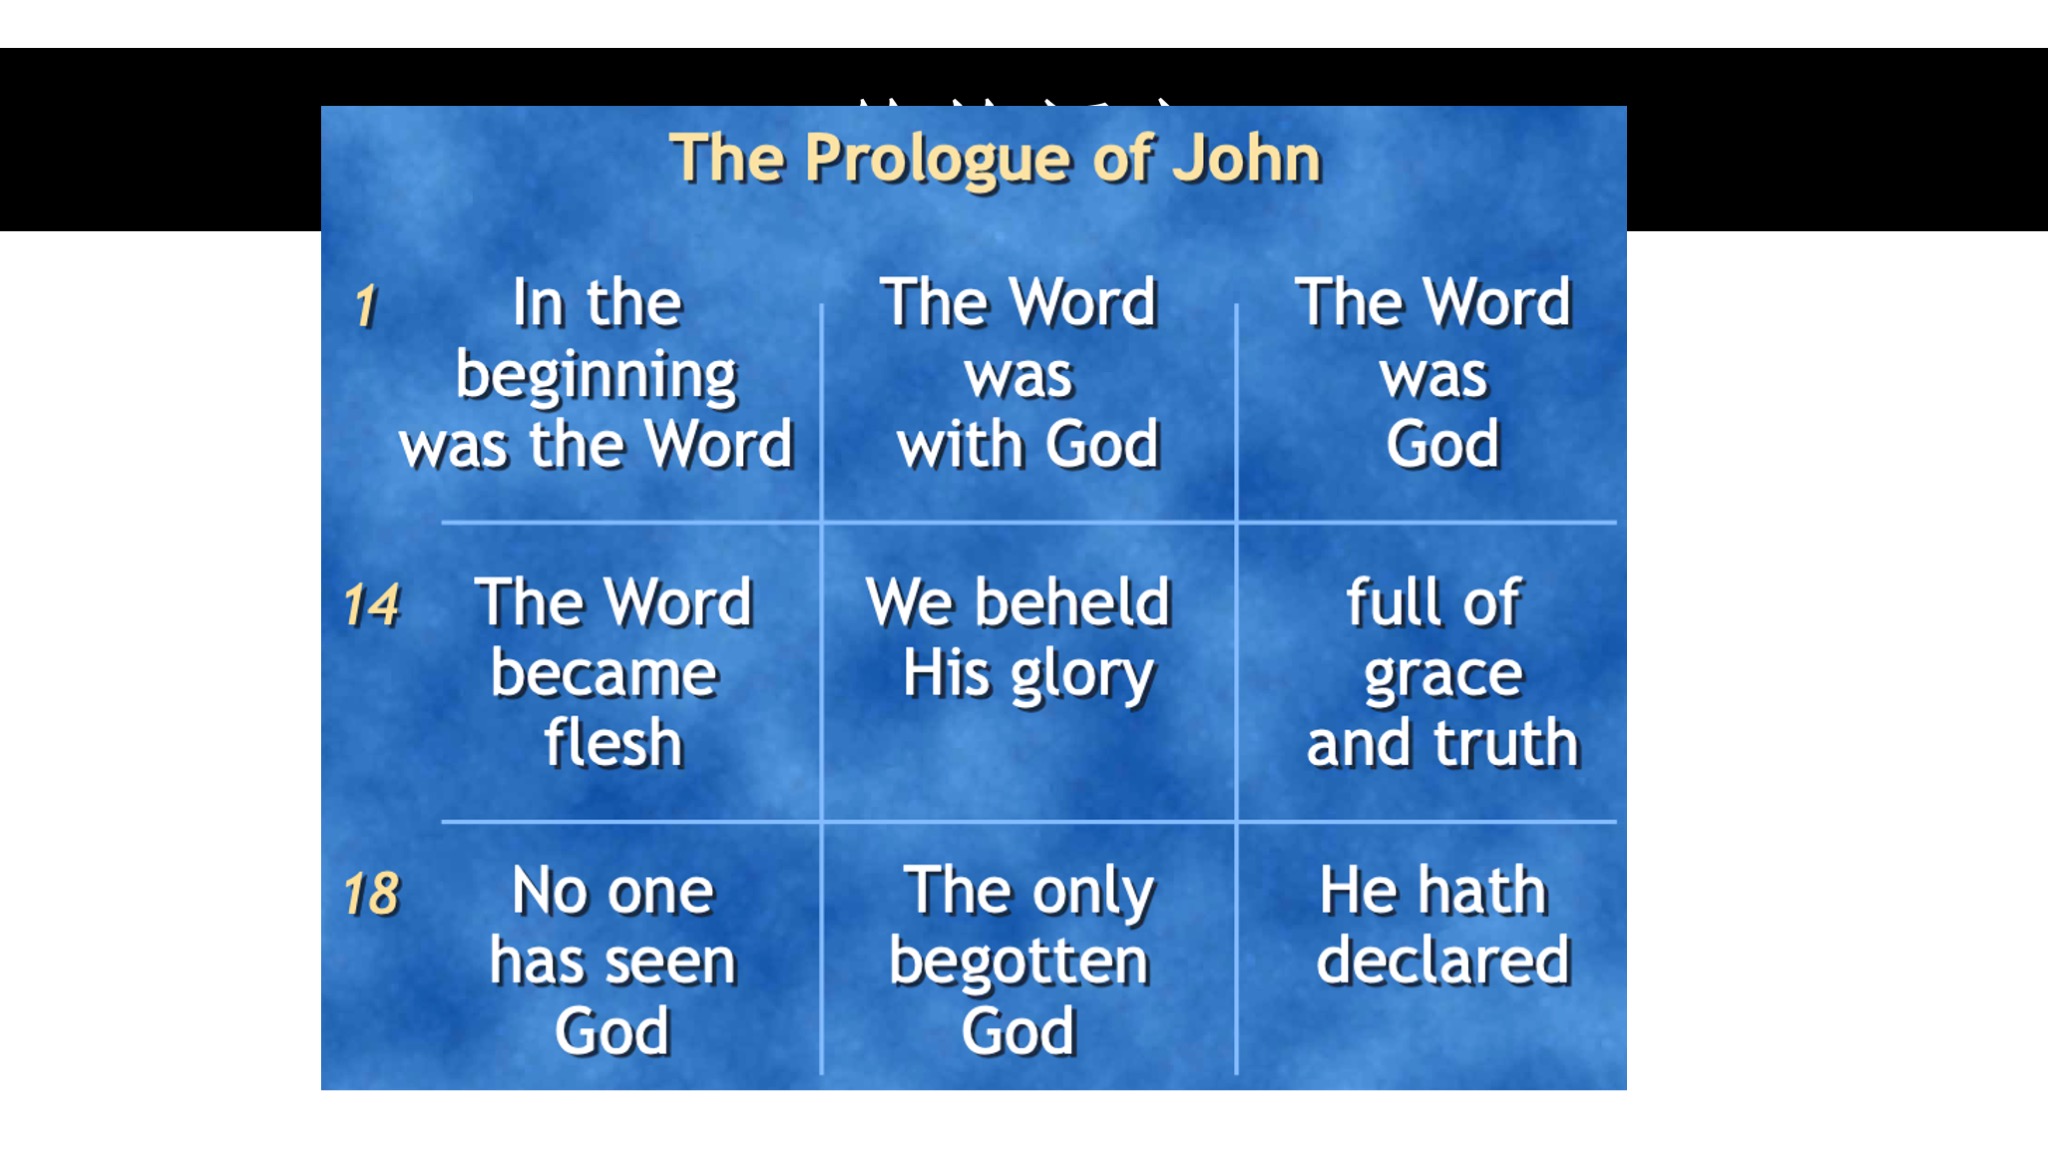 The Prologue of John
1
In the
beginning
was the Word
The Word
was
with God
The Word
was
God
14
The Word
became
flesh
We beheld
His glory
full of
grace
and truth
18
No one
has seen
God
The only
begotten
God
He hath
declared